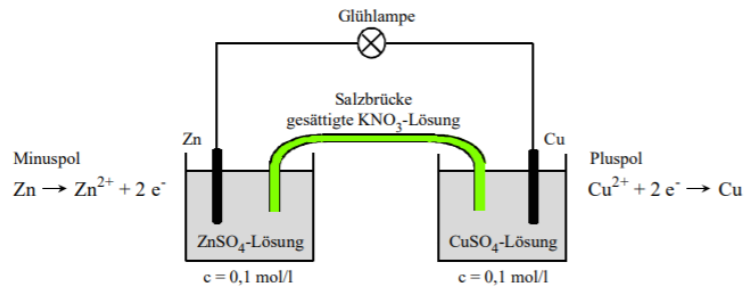 Glühlampe
Salzbrücke
gesättigte KNO₃-Lösung
Zn
Cu
Minuspol
Zn → Zn²⁺ + 2 e⁻
Pluspol
Cu²⁺ + 2 e⁻ → Cu
ZnSO₄-Lösung
CuSO₄-Lösung
c = 0,1 mol/l
c = 0,1 mol/l